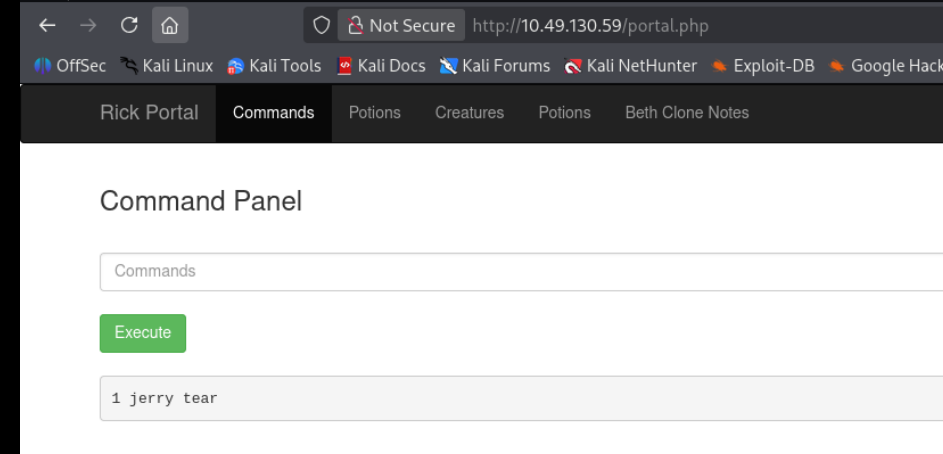 Not Secure http://10.49.130.59/portal.php
OffSec Kali Linux Kali Tools Kali Docs Kali Forums Kali NetHunter Exploit-DB Google Hack
Rick Portal Commands Potions Creatures Potions Beth Clone Notes
Command Panel
Commands
Execute
1 jerry tear